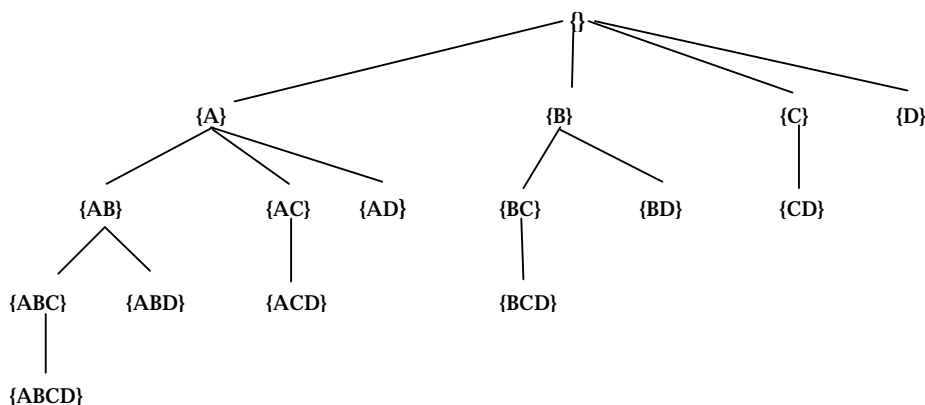 {}
{A} {B} {C} {D}
{AB} {AC} {AD} {BC} {BD} {CD}
{ABC} {ABD} {ACD} {BCD}
{ABCD}